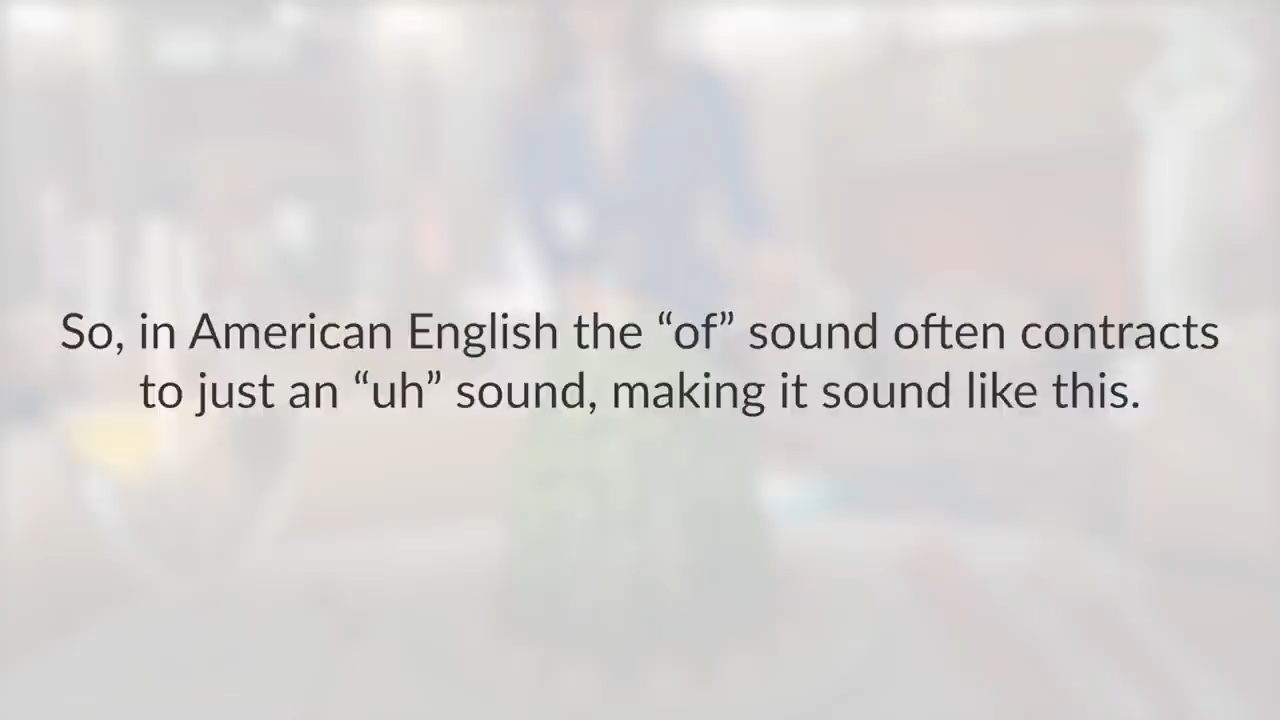 So, in American English the “of” sound often contracts
to just an “uh” sound, making it sound like this.